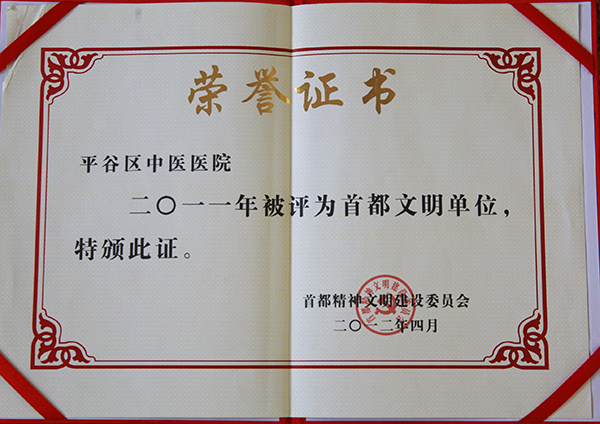 荣誉证书
平谷区中医医院
二〇一一年被评为首都文明单位，
特颁此证。
首都精神文明建设委员会
二〇一二年四月